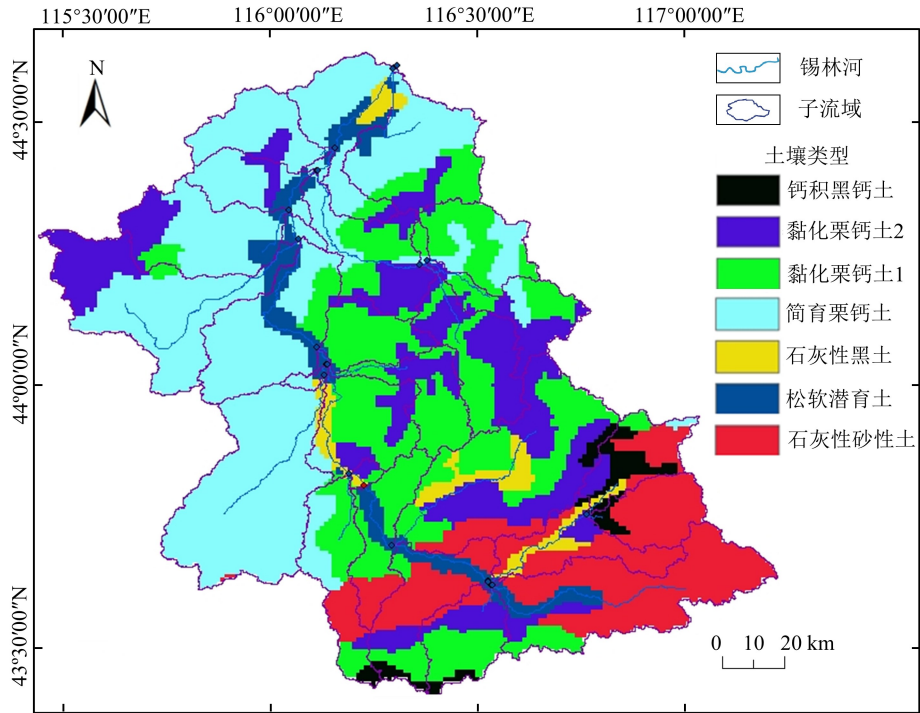 115°30′00″E
116°00′00″E
116°30′00″E
117°00′00″E
44°30′00″N
44°00′00″N
43°30′00″N
N
锡林河
子流域
土壤类型
钙积黑钙土
黏化栗钙土2
黏化栗钙土1
简育栗钙土
石灰性黑土
松软潜育土
石灰性砂性土
0 10 20 km